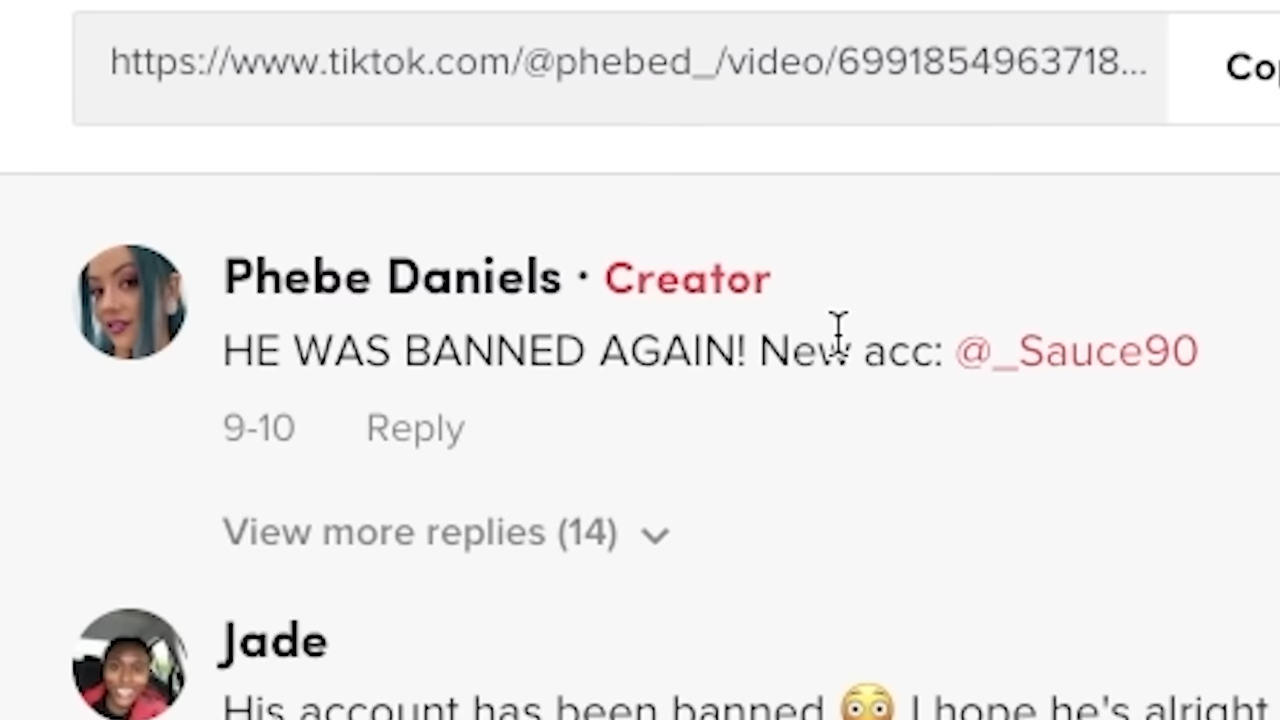 https://www.tiktok.com/@phebed_/video/6991854963718...
Phebe Daniels · Creator
HE WAS BANNED AGAIN! New acc: @_Sauce90
9-10 Reply
View more replies (14)
Jade
His account has been banned 😳 I hope he's alright